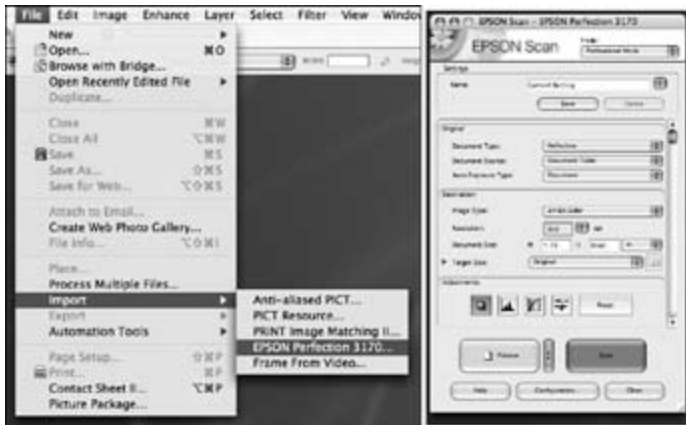 File Edit Image Enhance Layer Select Filter View Window
New
Open... ⌘O
Browse with Bridge...
Open Recently Edited File
Duplicate...
Close ⌘W
Close All ⌥⌘W
Save ⌘S
Save As... ⇧⌘S
Save for Web... ⌥⇧⌘S
Attach to Email...
Create Web Photo Gallery...
File Info... ⌥⇧⌘I
Place...
Process Multiple Files...
Import
Export
Automation Tools
Page Setup... ⇧⌘P
Print... ⌘P
Contact Sheet II... ⌥⌘P
Picture Package...
Anti-aliased PICT...
PICT Resource...
PRINT Image Matching II...
EPSON Perfection 3170...
Frame From Video...
EPSON Scan - EPSON Perfection 3170
EPSON Scan
Mode:
Professional Mode
Settings
Name: Current Setting
Save Delete
Original
Document Type: Reflective
Document Source: Document Table
Auto Exposure Type: Document
Destination
Image Type:
Resolution:
Document Size:
Target Size: Original
Adjustments
Reset
Preview Scan
Help Configuration... Close